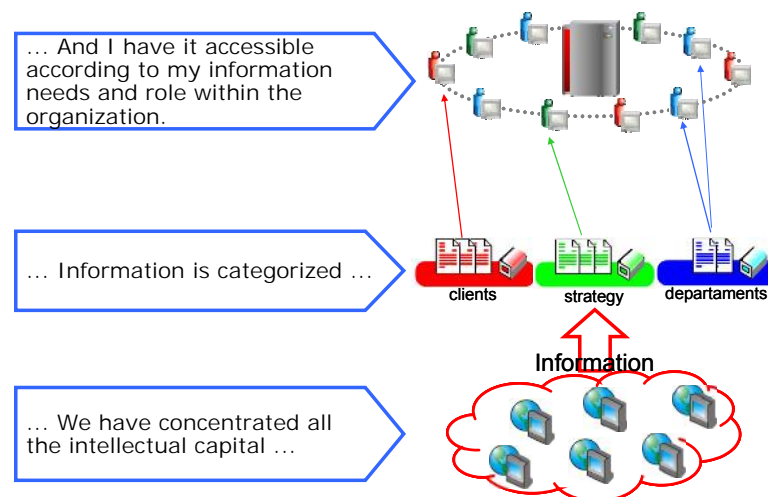 … And I have it accessible
according to my information
needs and role within the
organization.
… Information is categorized …
clients
strategy
departaments
Information
… We have concentrated all
the intellectual capital …